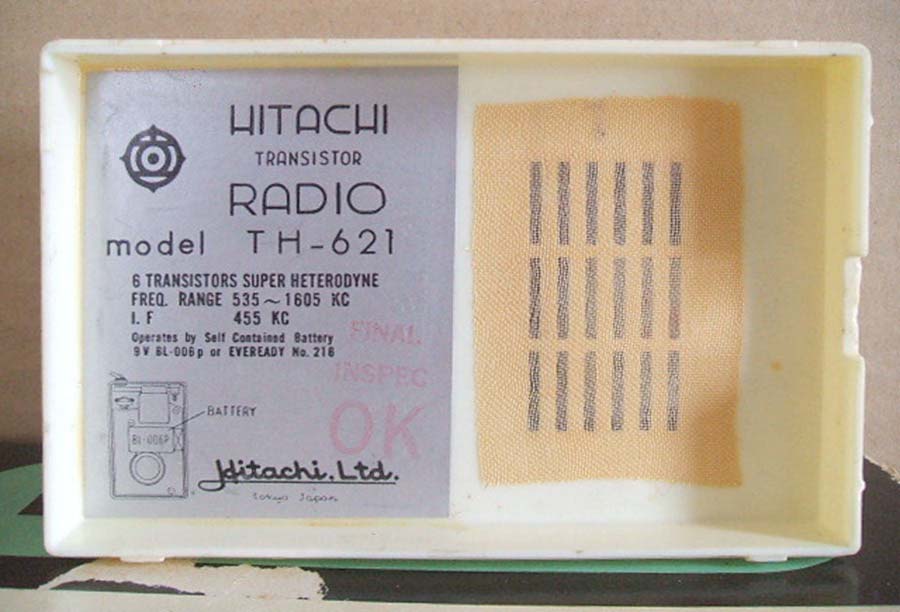 HITACHI
TRANSISTOR
RADIO
model TH-621
6 TRANSISTORS SUPER HETERODYNE
FREQ. RANGE 535~1605 KC
I.F 455 KC
Operates by Self Contained Battery
9V BL-006p or EVEREADY No. 216
FINAL
INSPEC
OK
BATTERY
BL-006P
Hitachi.Ltd.
Tokyo Japan